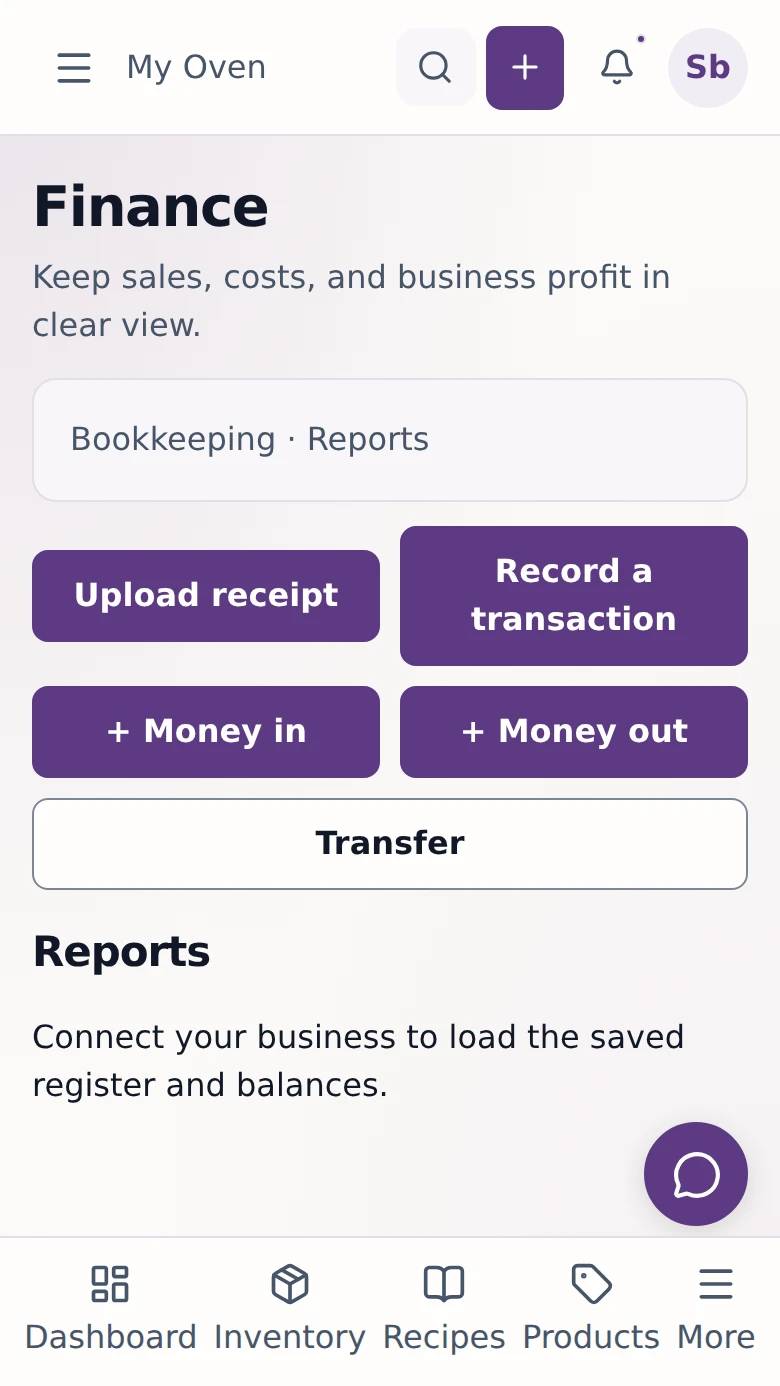 My Oven
Sb
Finance
Keep sales, costs, and business profit in
clear view.
Bookkeeping · Reports
Upload receipt
Record a
transaction
+ Money in
+ Money out
Transfer
Reports
Connect your business to load the saved
register and balances.
Dashboard
Inventory
Recipes
Products
More